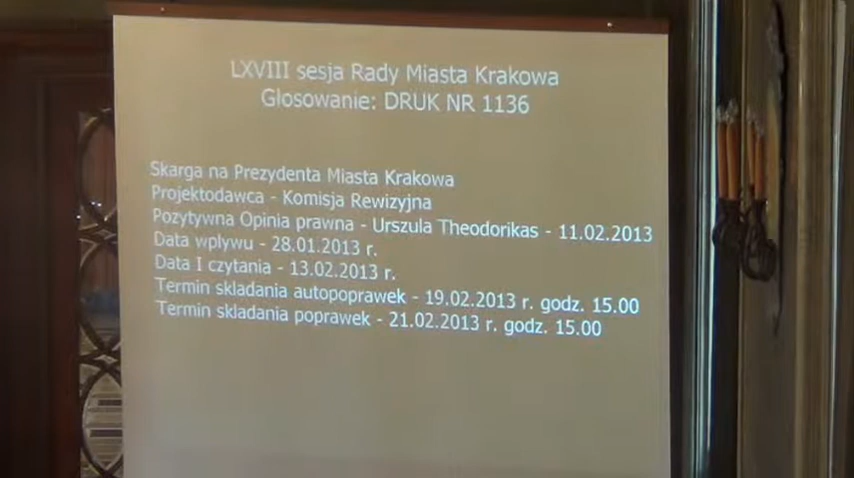 LXVIII sesja Rady Miasta Krakowa
Glosowanie: DRUK NR 1136
Skarga na Prezydenta Miasta Krakowa
Projektodawca - Komisja Rewizyjna
Pozytywna Opinia prawna - Urszula Theodorikas - 11.02.2013
Data wplywu - 28.01.2013 r.
Data I czytania - 13.02.2013 r.
Termin skladania autopoprawek - 19.02.2013 r. godz. 15.00
Termin skladania poprawek - 21.02.2013 r. godz. 15.00